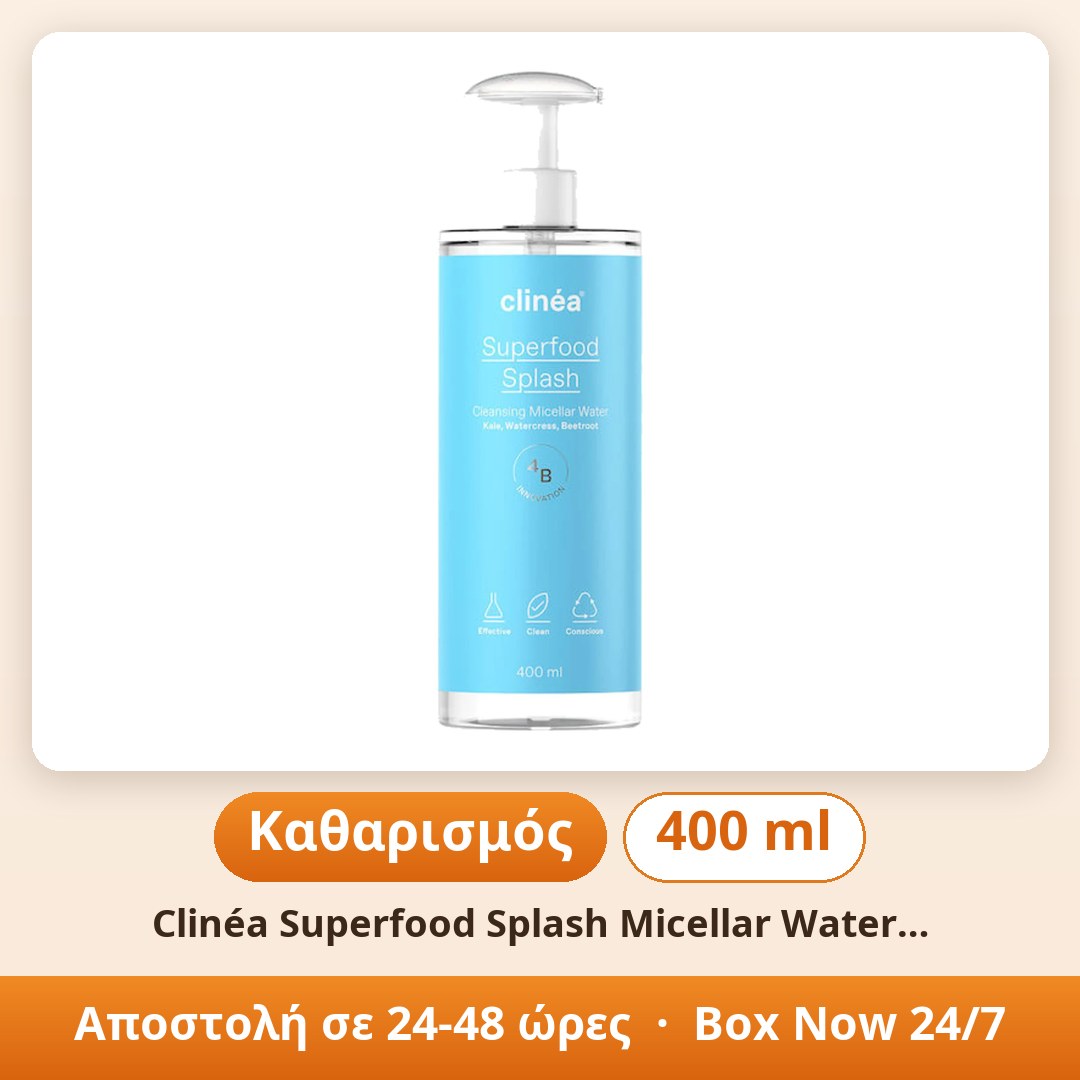 clinéa®
Superfood
Splash
Cleansing Micellar Water
Kale, Watercress, Beetroot
4B
INNOVATION
Effective Clean Conscious
400 ml
Καθαρισμός 400 ml
Clinéa Superfood Splash Micellar Water...
Αποστολή σε 24-48 ώρες · Box Now 24/7